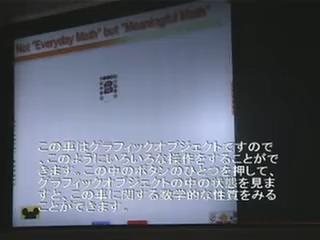 Not "Everyday Math" but "Meaningful Math"
この車はグラフィックオブジェクトですので
、このようにいろいろな操作をすることがで
きます。この中のボタンのひとつを押して、
グラフィックオブジェクトの中の状態を見ま
すと、この車に関する数学的な性質をみる
ことができます。